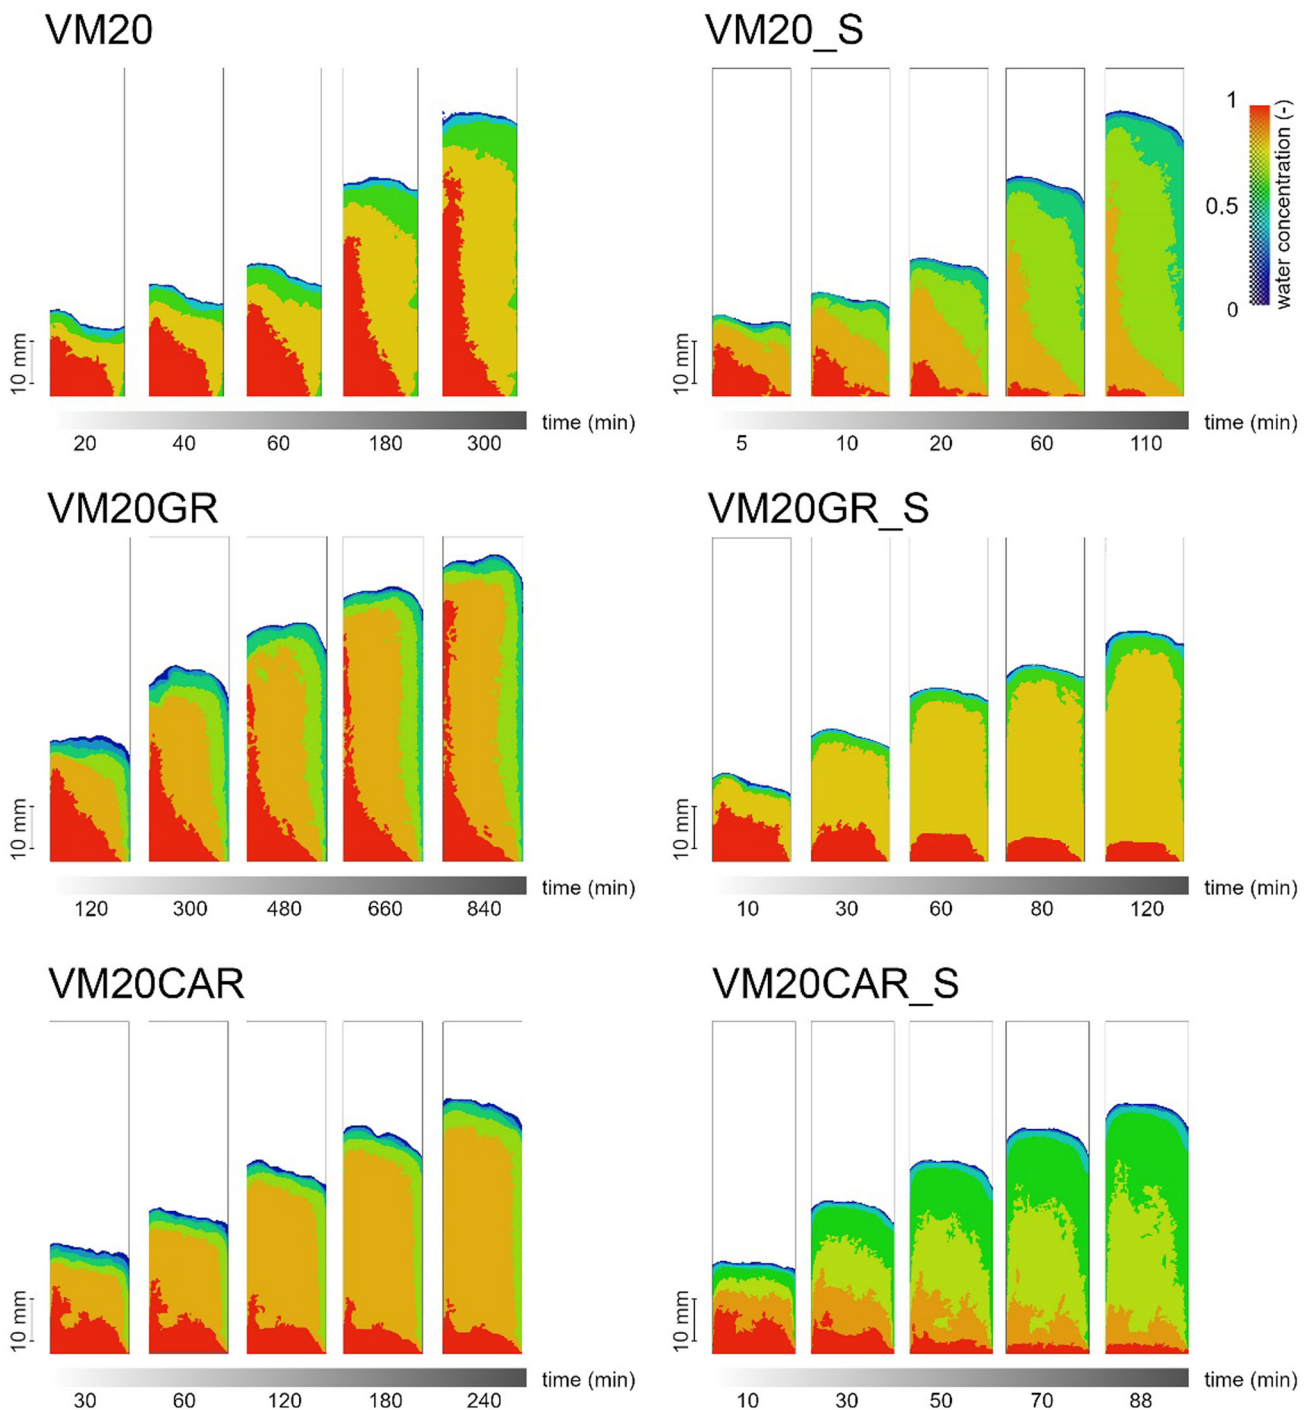 VM20
VM20_S
1
0.5
0
water concentration (-)
10 mm
10 mm
time (min)
time (min)
20 40 60 180 300
5 10 20 60 110
VM20GR
VM20GR_S
10 mm
10 mm
time (min)
time (min)
120 300 480 660 840
10 30 60 80 120
VM20CAR
VM20CAR_S
10 mm
10 mm
time (min)
time (min)
30 60 120 180 240
10 30 50 70 88